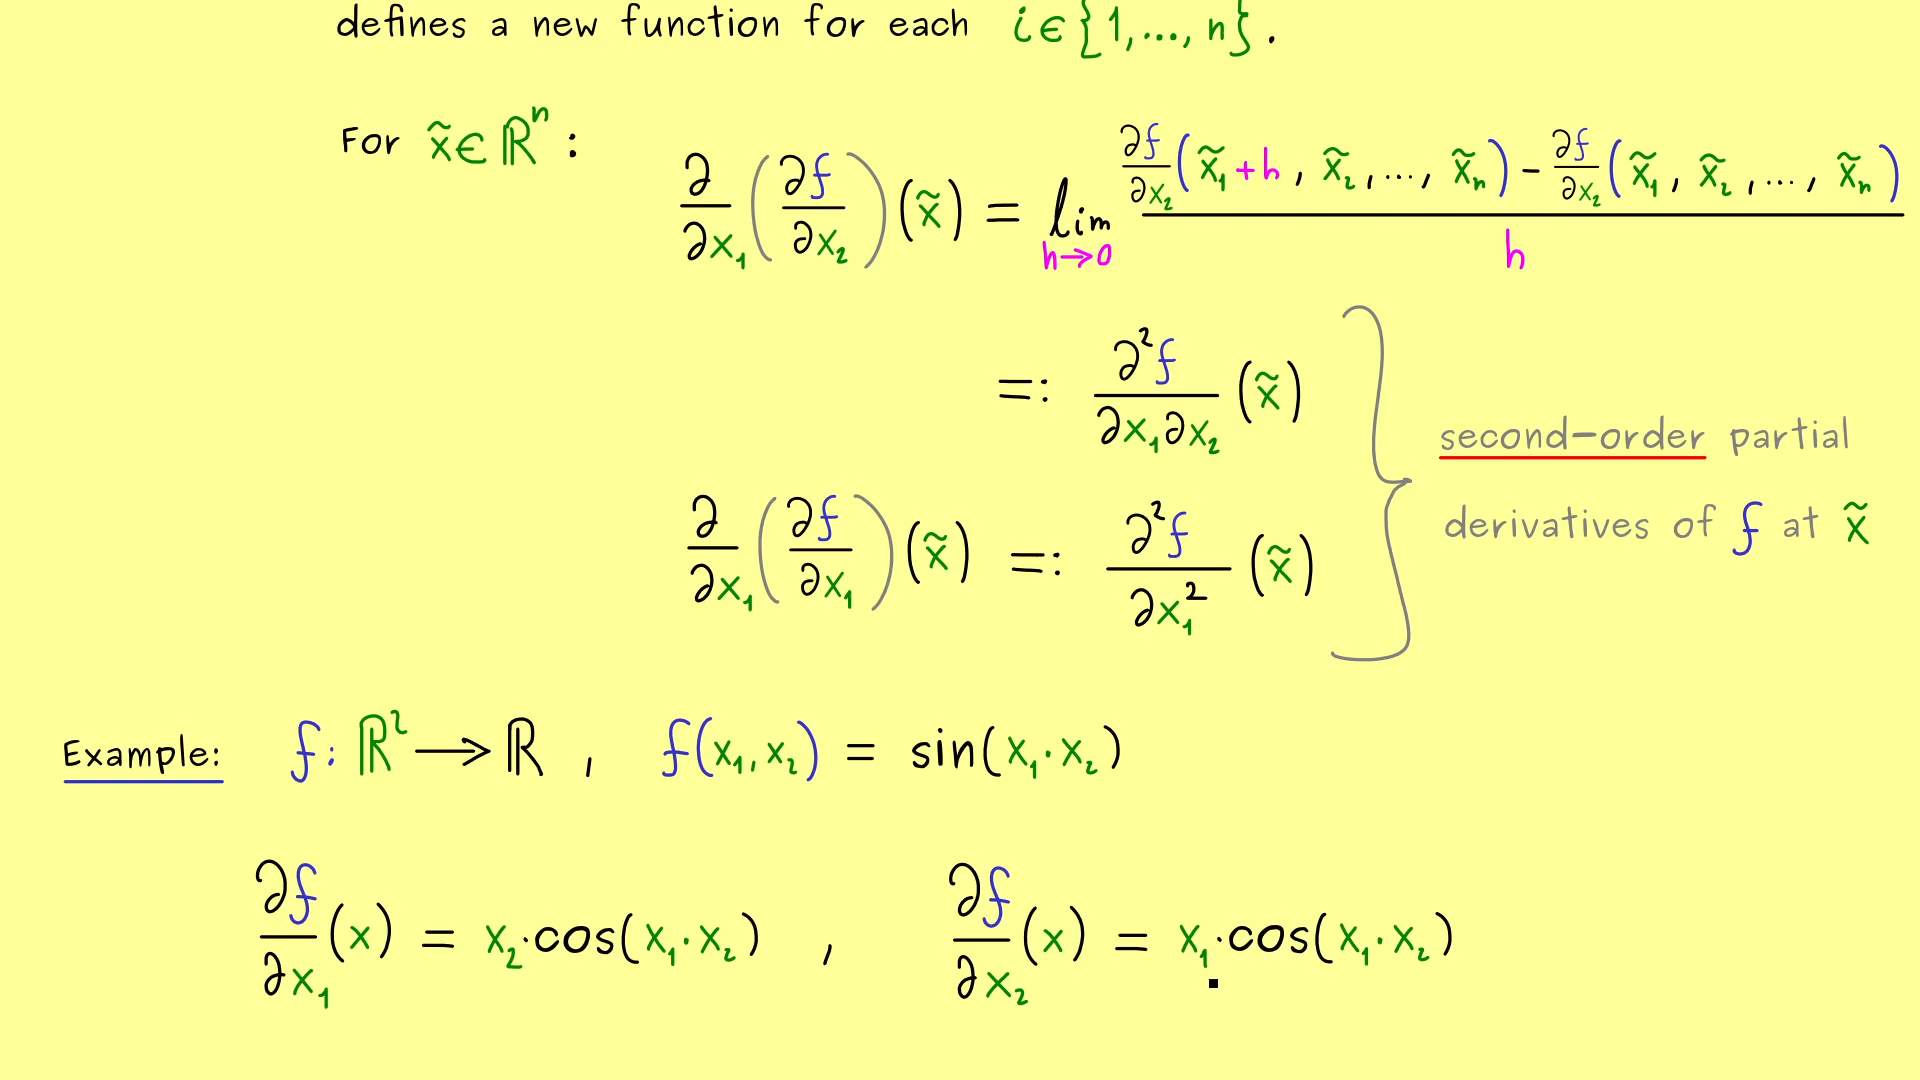 defines a new function for each i ∈ {1,..., n}.
For x̃ ∈ ℝⁿ : ∂/∂x₁ (∂f/∂x₂) (x̃) = lim_{h→0} (∂f/∂x₂ (x̃₁ + h, x̃₂, ..., x̃ₙ) − ∂f/∂x₂ (x̃₁, x̃₂, ..., x̃ₙ)) / h
=: ∂²f/∂x₁∂x₂ (x̃)
second-order partial
derivatives of f at x̃
∂/∂x₁ (∂f/∂x₁) (x̃) =: ∂²f/∂x₁² (x̃)
Example: f: ℝ² ⟶ ℝ , f(x₁, x₂) = sin(x₁·x₂)
∂f/∂x₁ (x) = x₂·cos(x₁·x₂) , ∂f/∂x₂ (x) = x₁·cos(x₁·x₂)